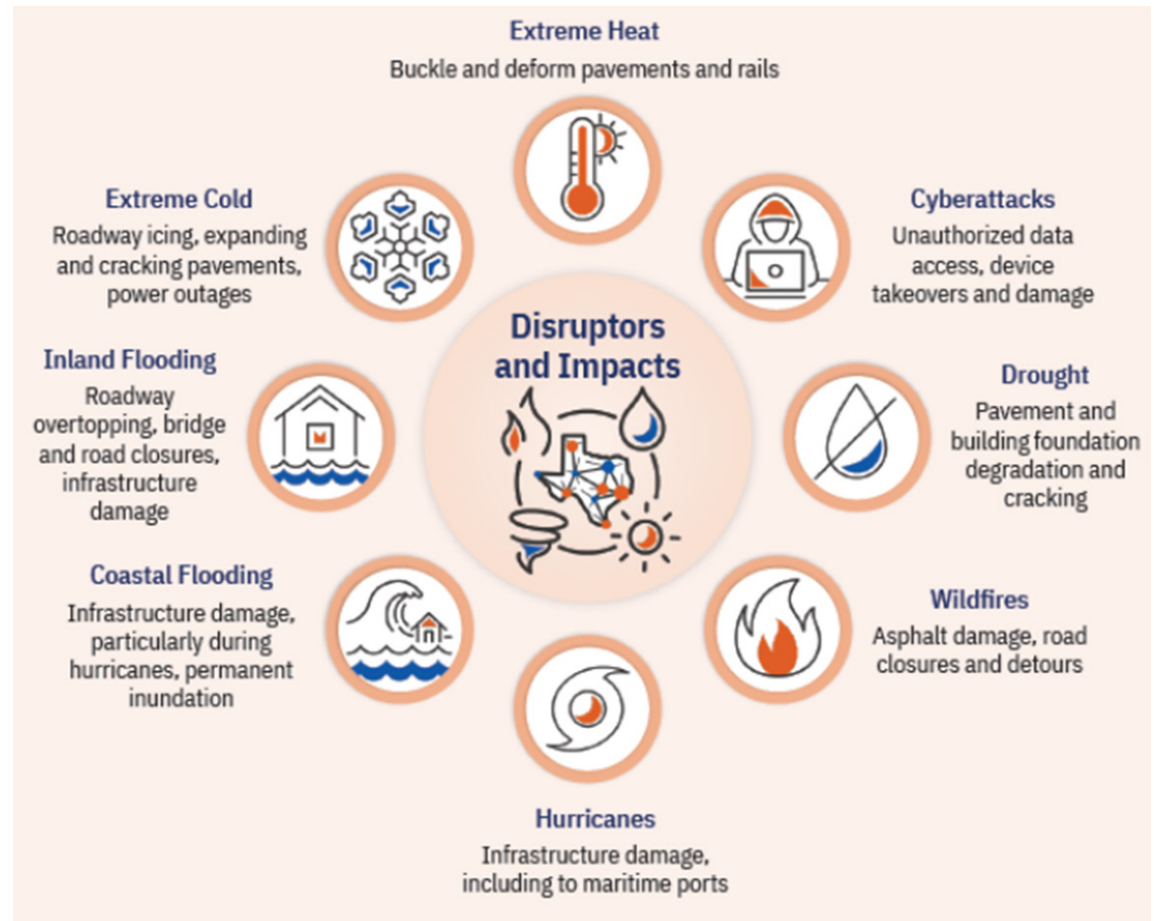 Extreme Heat
Buckle and deform pavements and rails
Cyberattacks
Unauthorized data
access, device
takeovers and damage
Drought
Pavement and
building foundation
degradation and
cracking
Wildfires
Asphalt damage, road
closures and detours
Hurricanes
Infrastructure damage,
including to maritime ports
Coastal Flooding
Infrastructure damage,
particularly during
hurricanes, permanent
inundation
Inland Flooding
Roadway
overtopping, bridge
and road closures,
infrastructure
damage
Extreme Cold
Roadway icing, expanding
and cracking pavements,
power outages
Disruptors
and Impacts